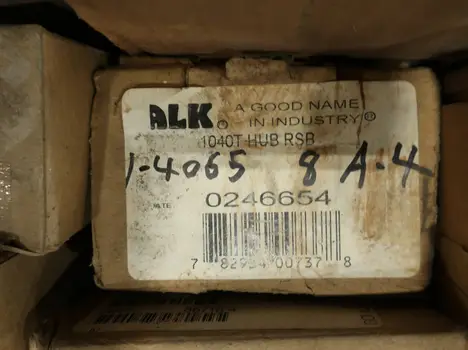 ALK® A GOOD NAME
IN INDUSTRY®
1040T HUB RSB
1-4065 8 A-4
0246654
7 82954 00737 8